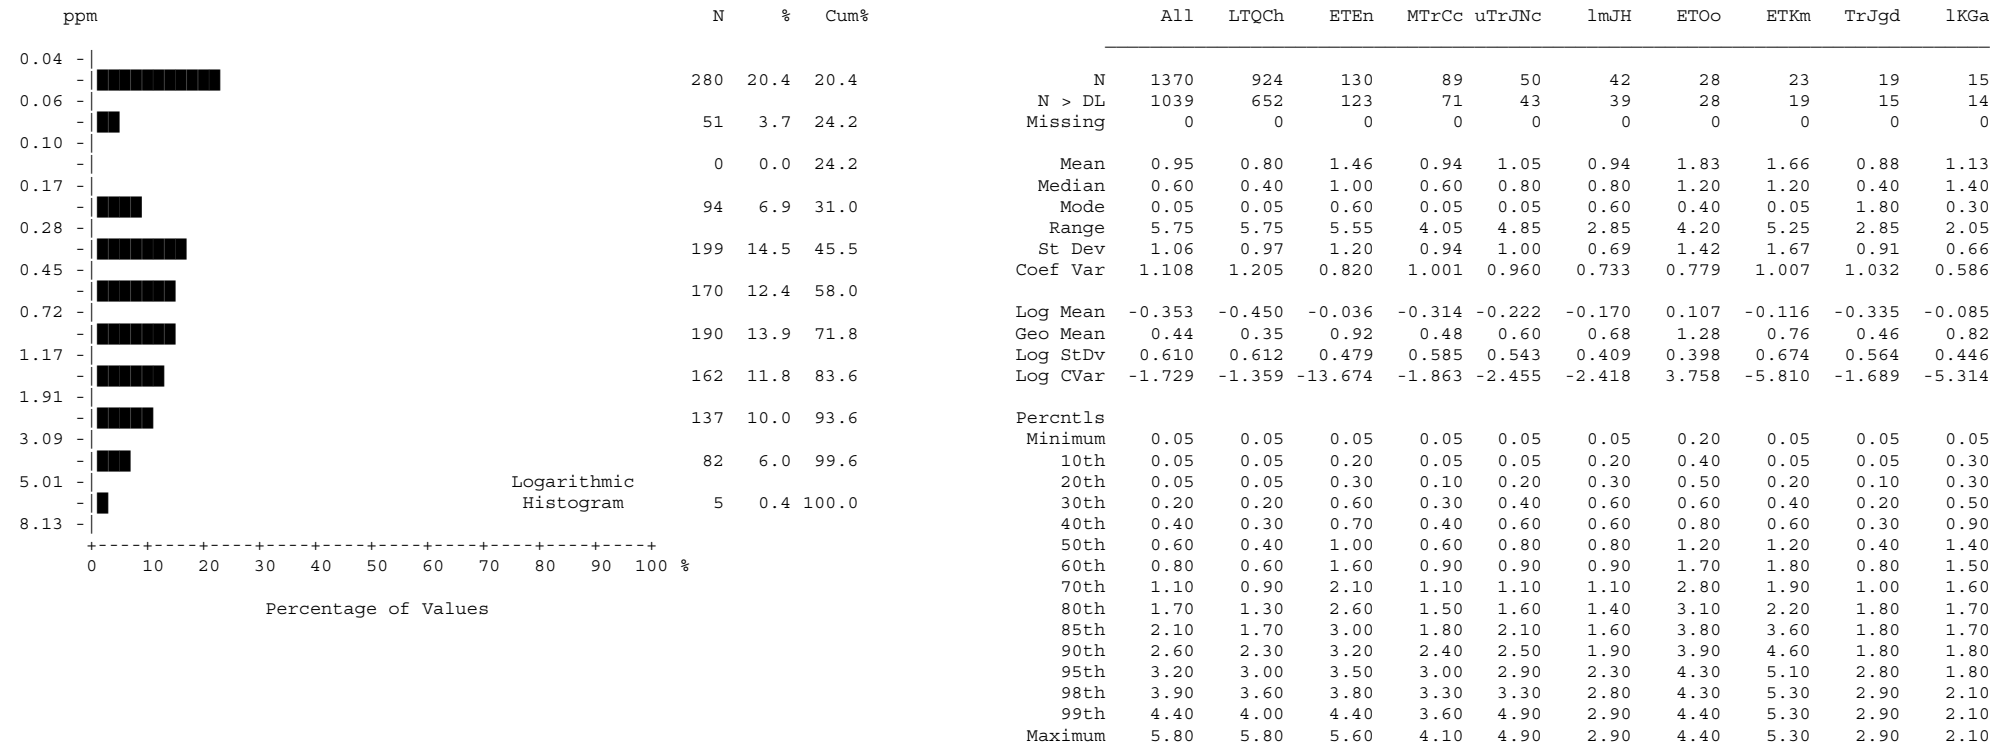 ppm N % Cum% All LTQCh ETEn MTrCc uTrJNc lmJH ETOo ETKm TrJgd lKGa
0.04 -|
-| 280 20.4 20.4 N 1370 924 130 89 50 42 28 23 19 15
0.06 -| N > DL 1039 652 123 71 43 39 28 19 15 14
-| 51 3.7 24.2 Missing 0 0 0 0 0 0 0 0 0 0
0.10 -|
-| 0 0.0 24.2 Mean 0.95 0.80 1.46 0.94 1.05 0.94 1.83 1.66 0.88 1.13
0.17 -| Median 0.60 0.40 1.00 0.60 0.80 0.80 1.20 1.20 0.40 1.40
-| 94 6.9 31.0 Mode 0.05 0.05 0.60 0.05 0.05 0.60 0.40 0.05 1.80 0.30
0.28 -| Range 5.75 5.75 5.55 4.05 4.85 2.85 4.20 5.25 2.85 2.05
-| 199 14.5 45.5 St Dev 1.06 0.97 1.20 0.94 1.00 0.69 1.42 1.67 0.91 0.66
0.45 -| Coef Var 1.108 1.205 0.820 1.001 0.960 0.733 0.779 1.007 1.032 0.586
-| 170 12.4 58.0
0.72 -| Log Mean -0.353 -0.450 -0.036 -0.314 -0.222 -0.170 0.107 -0.116 -0.335 -0.085
-| 190 13.9 71.8 Geo Mean 0.44 0.35 0.92 0.48 0.60 0.68 1.28 0.76 0.46 0.82
1.17 -| Log StDv 0.610 0.612 0.479 0.585 0.543 0.409 0.398 0.674 0.564 0.446
-| 162 11.8 83.6 Log CVar -1.729 -1.359 -13.674 -1.863 -2.455 -2.418 3.758 -5.810 -1.689 -5.314
1.91 -|
-| 137 10.0 93.6 Percntls
3.09 -| Minimum 0.05 0.05 0.05 0.05 0.05 0.05 0.20 0.05 0.05 0.05
-| 82 6.0 99.6 10th 0.05 0.05 0.20 0.05 0.05 0.20 0.40 0.05 0.05 0.30
5.01 -| Logarithmic 20th 0.05 0.05 0.30 0.10 0.20 0.30 0.50 0.20 0.10 0.30
-| Histogram 5 0.4 100.0 30th 0.20 0.20 0.60 0.30 0.40 0.60 0.60 0.40 0.20 0.50
8.13 -| 40th 0.40 0.30 0.70 0.40 0.60 0.60 0.80 0.60 0.30 0.90
+----+----+----+----+----+----+----+----+----+----+ 50th 0.60 0.40 1.00 0.60 0.80 0.80 1.20 1.20 0.40 1.40
0 10 20 30 40 50 60 70 80 90 100 % 60th 0.80 0.60 1.60 0.90 0.90 0.90 1.70 1.80 0.80 1.50
70th 1.10 0.90 2.10 1.10 1.10 1.10 2.80 1.90 1.00 1.60
Percentage of Values 80th 1.70 1.30 2.60 1.50 1.60 1.40 3.10 2.20 1.80 1.70
85th 2.10 1.70 3.00 1.80 2.10 1.60 3.80 3.60 1.80 1.70
90th 2.60 2.30 3.20 2.40 2.50 1.90 3.90 4.60 1.80 1.80
95th 3.20 3.00 3.50 3.00 2.90 2.30 4.30 5.10 2.80 1.80
98th 3.90 3.60 3.80 3.30 3.30 2.80 4.30 5.30 2.90 2.10
99th 4.40 4.00 4.40 3.60 4.90 2.90 4.40 5.30 2.90 2.10
Maximum 5.80 5.80 5.60 4.10 4.90 2.90 4.40 5.30 2.90 2.10